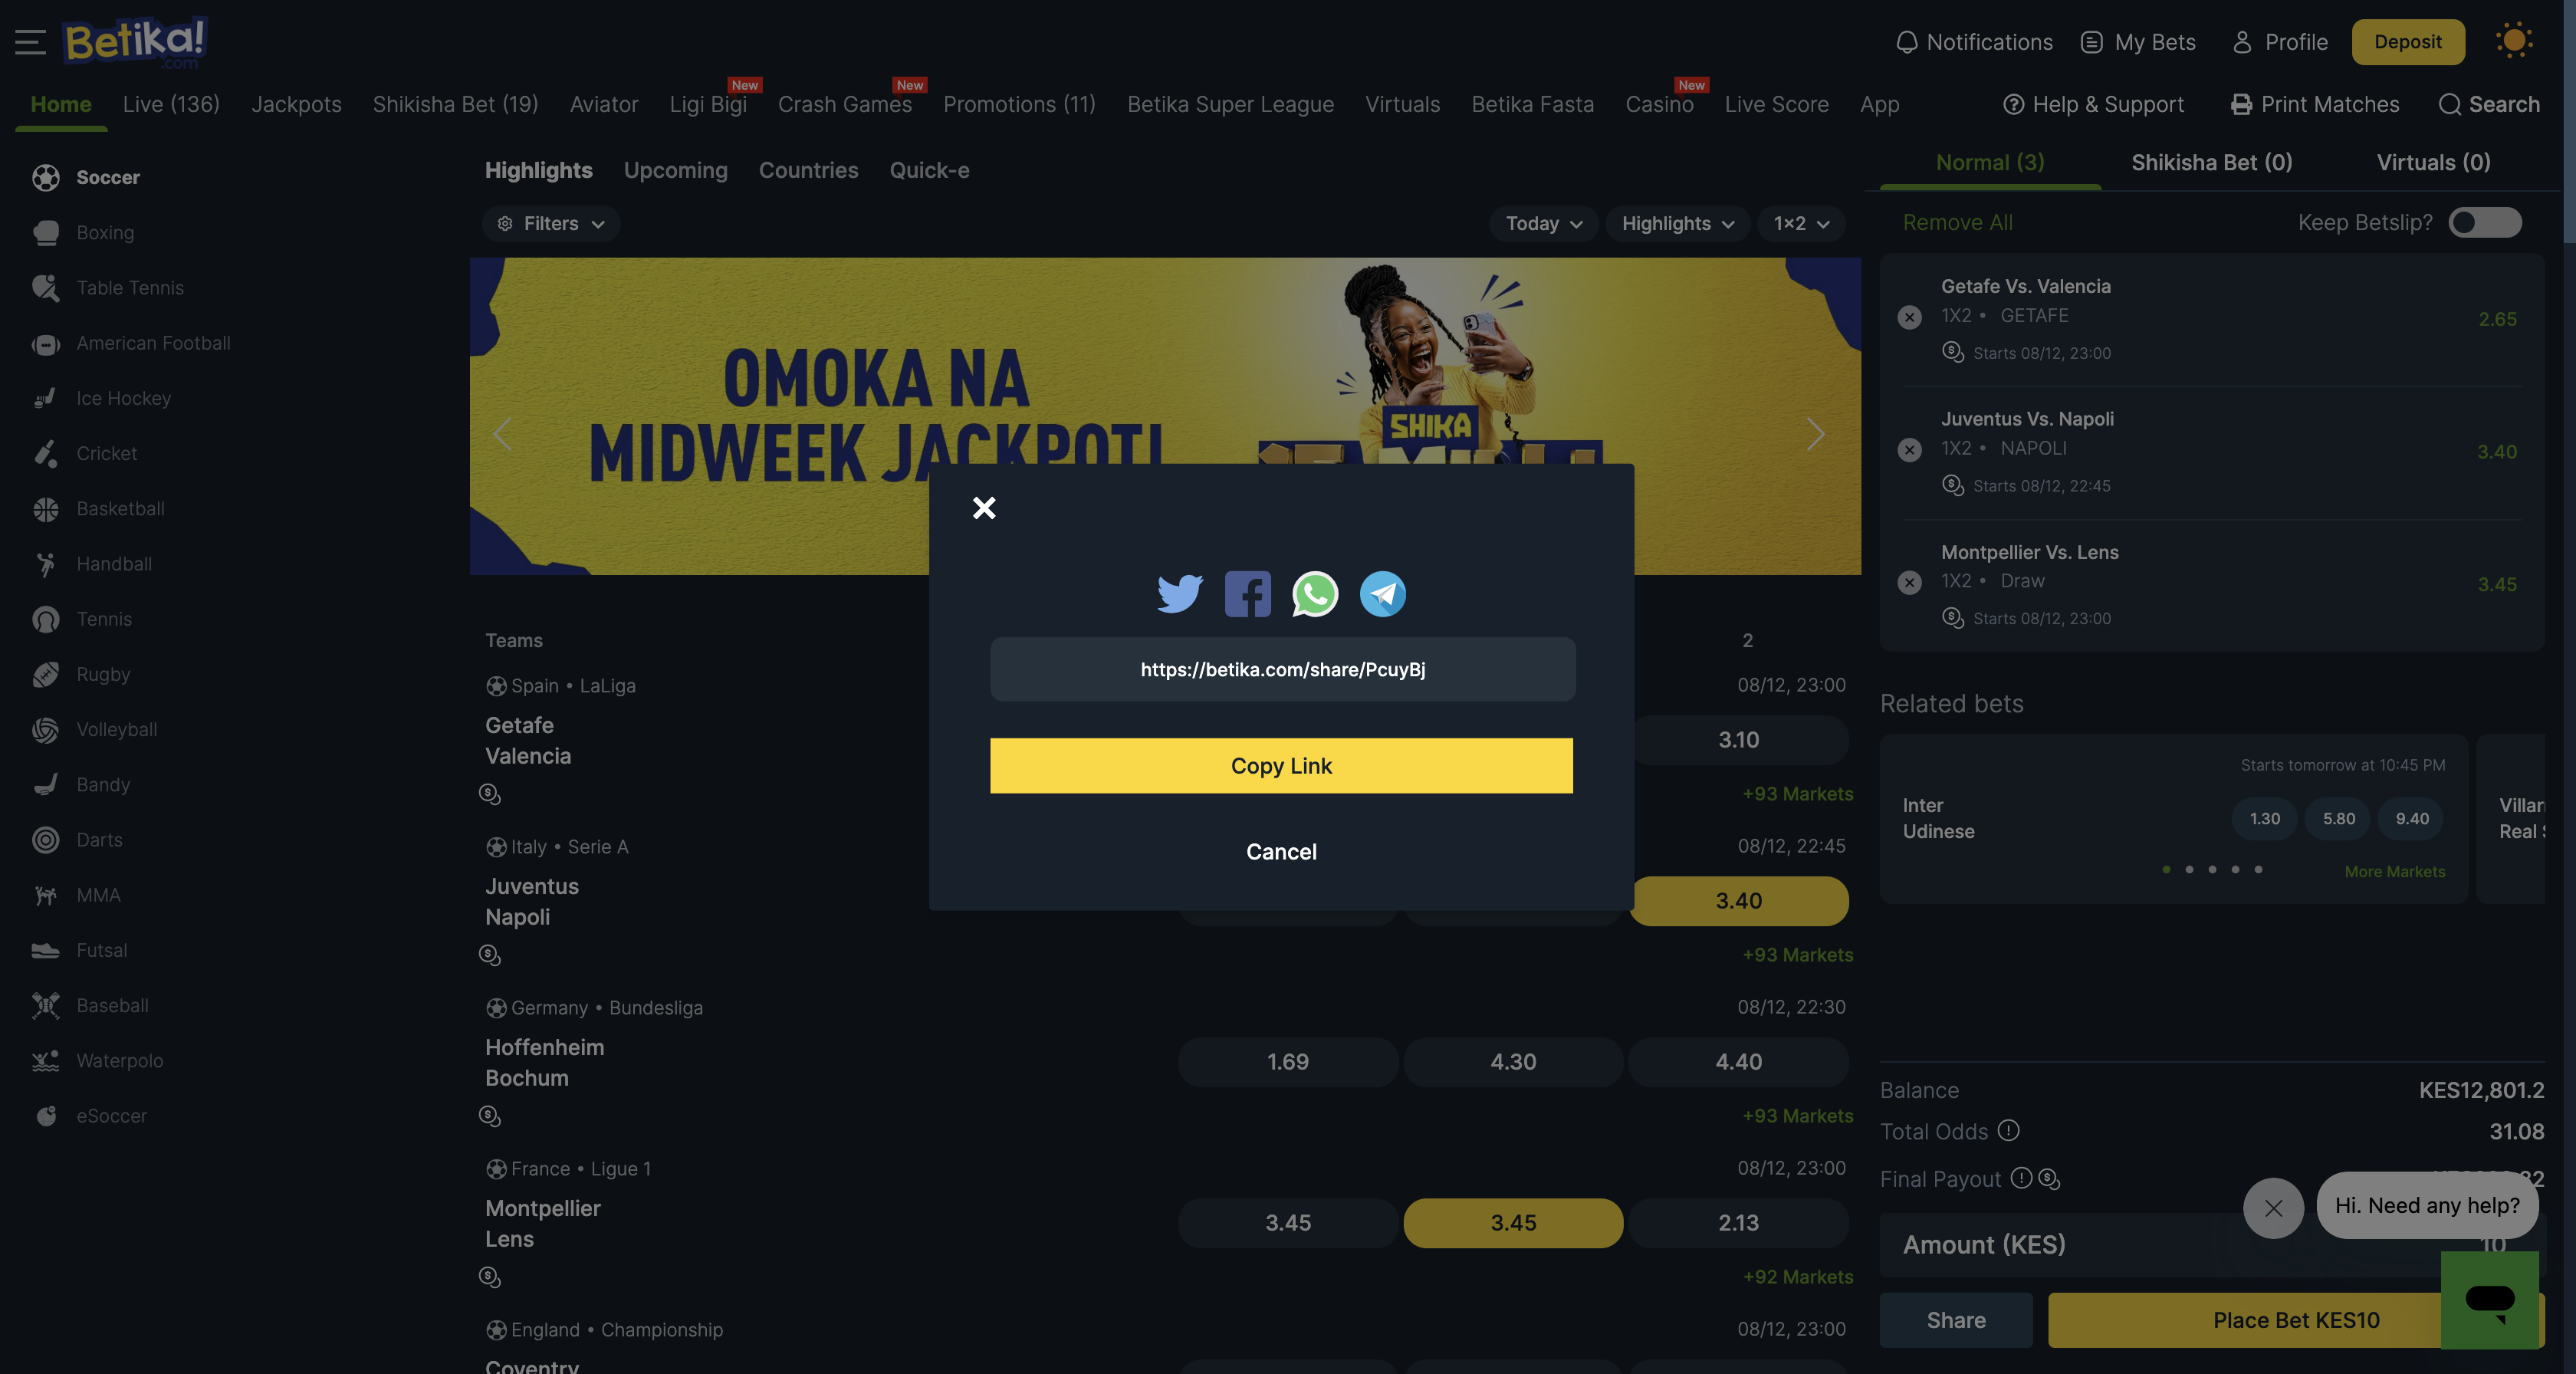 Betika!
.com
Notifications
My Bets
Profile
Deposit
Home
Live (136)
Jackpots
Shikisha Bet (19)
Aviator
Ligi Bigi
New
Crash Games
New
Promotions (11)
Betika Super League
Virtuals
Betika Fasta
Casino
New
Live Score
App
Help & Support
Print Matches
Search
Soccer
Boxing
Table Tennis
American Football
Ice Hockey
Cricket
Basketball
Handball
Tennis
Rugby
Volleyball
Bandy
Darts
MMA
Futsal
Baseball
Waterpolo
eSoccer
Highlights
Upcoming
Countries
Quick-e
Filters
Today
Highlights
1×2
OMOKA NA
MIDWEEK JACKPOT!
SHIKA
https://betika.com/share/PcuyBj
Copy Link
Cancel
Teams
2
Spain • LaLiga
08/12, 23:00
Getafe
Valencia
3.10
+93 Markets
Italy • Serie A
08/12, 22:45
Juventus
Napoli
3.40
+93 Markets
Germany • Bundesliga
08/12, 22:30
Hoffenheim
Bochum
1.69
4.30
4.40
+93 Markets
France • Ligue 1
08/12, 23:00
Montpellier
Lens
3.45
3.45
2.13
+92 Markets
England • Championship
08/12, 23:00
Coventry
Normal (3)
Shikisha Bet (0)
Virtuals (0)
Remove All
Keep Betslip?
Getafe Vs. Valencia
1X2 • GETAFE
2.65
Starts 08/12, 23:00
Juventus Vs. Napoli
1X2 • NAPOLI
3.40
Starts 08/12, 22:45
Montpellier Vs. Lens
1X2 • Draw
3.45
Starts 08/12, 23:00
Related bets
Starts tomorrow at 10:45 PM
Inter
Udinese
1.30
5.80
9.40
More Markets
Villar
Real
Balance
KES12,801.2
Total Odds
31.08
Final Payout
Hi. Need any help?
Amount (KES)
10
Share
Place Bet KES10